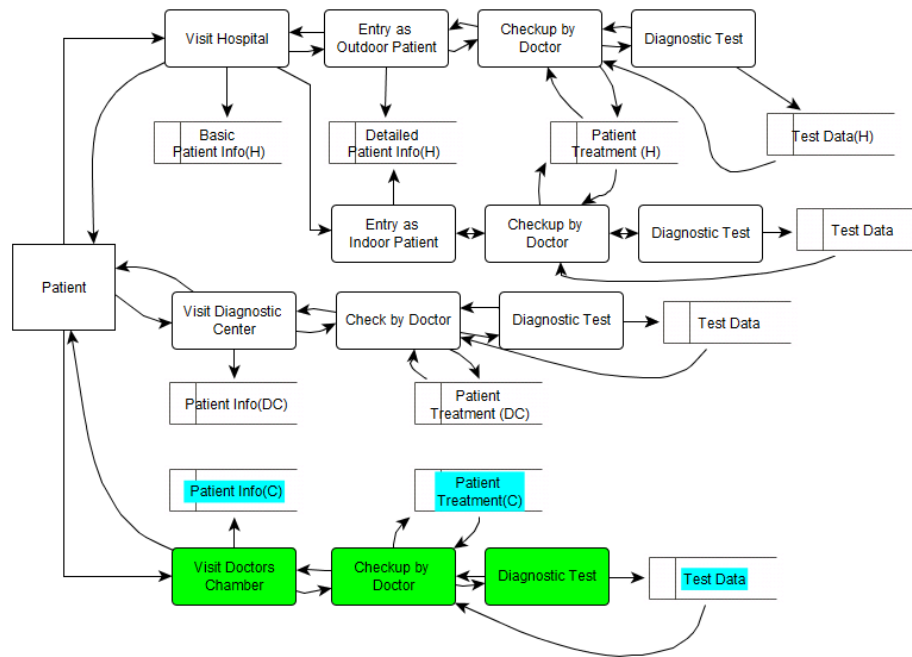 Visit Hospital
Entry as
Outdoor Patient
Checkup by
Doctor
Diagnostic Test
Basic
Patient Info(H)
Detailed
Patient Info(H)
Patient
Treatment (H)
Test Data(H)
Entry as
Indoor Patient
Checkup by
Doctor
Diagnostic Test
Test Data
Patient
Visit Diagnostic
Center
Check by Doctor
Diagnostic Test
Test Data
Patient Info(DC)
Patient
Treatment (DC)
Patient Info(C)
Patient
Treatment(C)
Visit Doctors
Chamber
Checkup by
Doctor
Diagnostic Test
Test Data